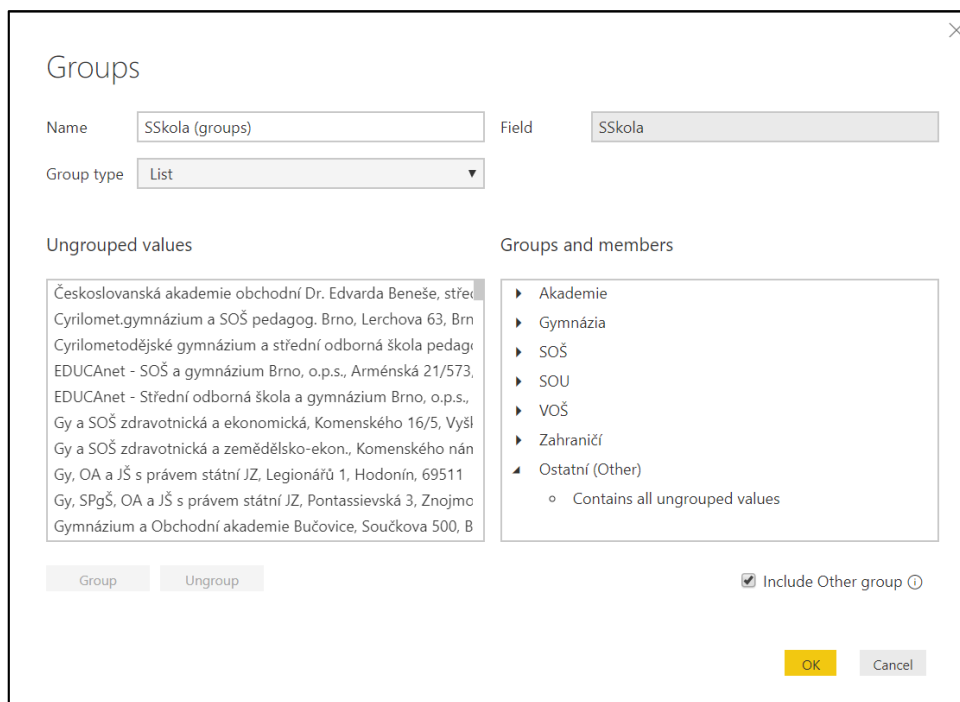 Groups
Name SSkola (groups) Field SSkola
Group type List
Ungrouped values
Československá akademie obchodní Dr. Edvarda Beneše, střed
Cyrilomet.gymnázium a SOŠ pedagog. Brno, Lerchova 63, Brn
Cyrilometodějské gymnázium a střední odborná škola pedago
EDUCAnet - SOŠ a gymnázium Brno, o.p.s., Arménská 21/573,
EDUCAnet - Střední odborná škola a gymnázium Brno, o.p.s.,
Gy a SOŠ zdravotnická a ekonomická, Komenského 16/5, Vyšk
Gy a SOŠ zdravotnická a zemědělsko-ekon., Komenského nám
Gy, OA a JŠ s právem státní JZ, Legionářů 1, Hodonín, 69511
Gy, SPgŠ, OA a JŠ s právem státní JZ, Pontassievská 3, Znojmo
Gymnázium a Obchodní akademie Bučovice, Součkova 500, B
Groups and members
Akademie
Gymnázia
SOŠ
SOU
VOŠ
Zahraničí
Ostatní (Other)
Contains all ungrouped values
Group Ungroup
Include Other group
OK Cancel